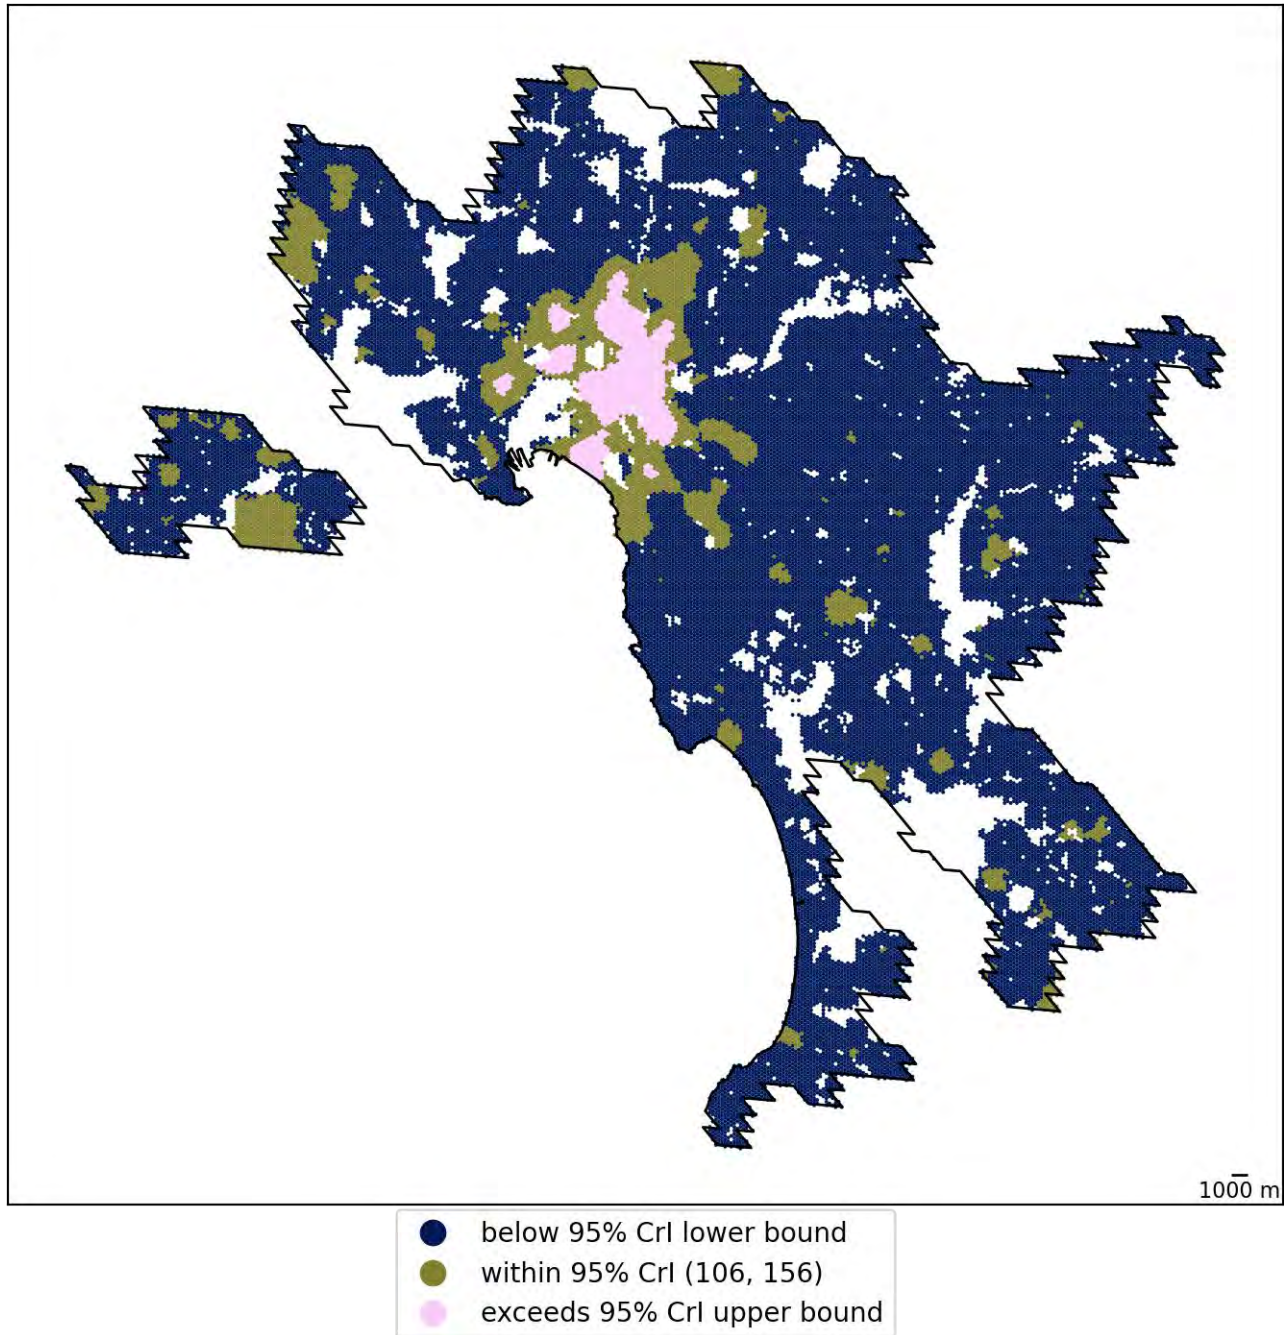 1000 m
below 95% CrI lower bound
within 95% CrI (106, 156)
exceeds 95% CrI upper bound